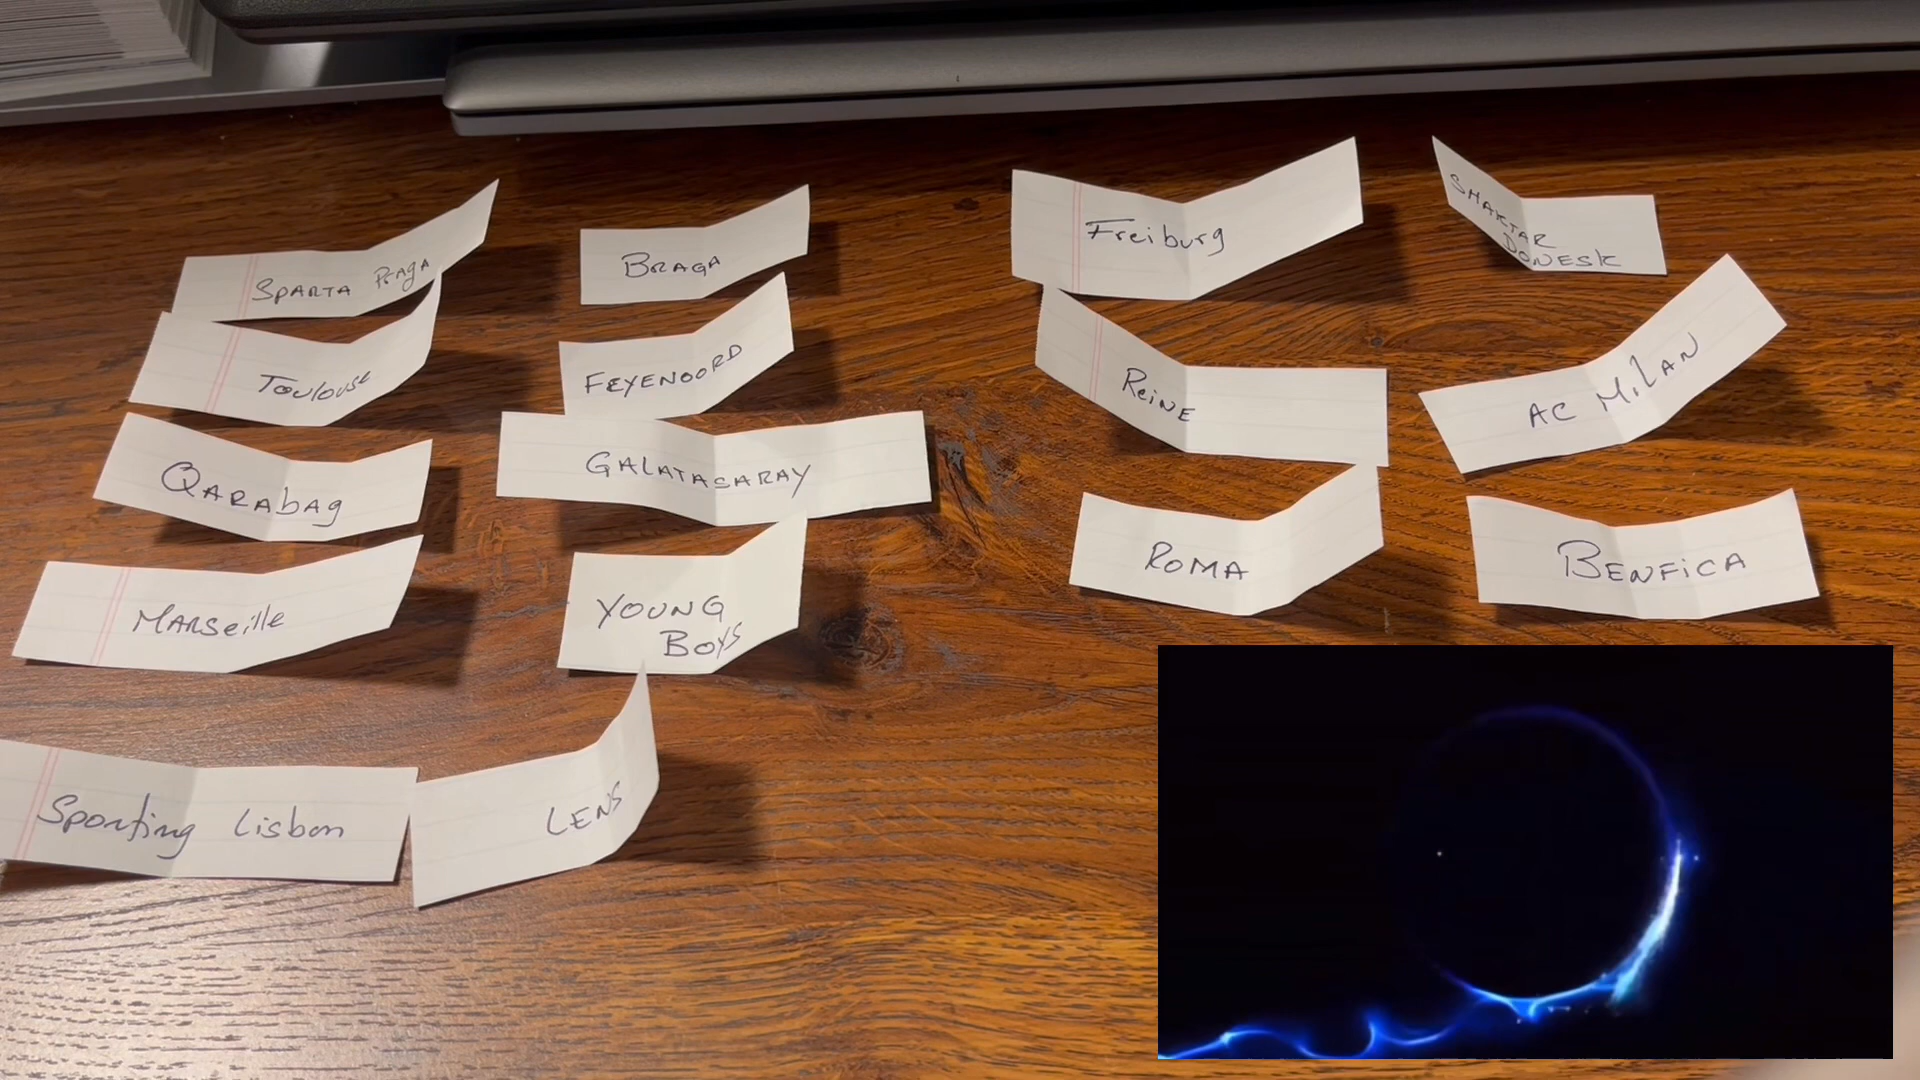 Sparta Praga
Braga
Freiburg
SHAKTAR
DONESK
Toulouse
FEYENOORD
ReiNE
AC MilAN
QARAbAg
GALATASARAY
ROMA
BENFiCA
MARSeille
YOUNG
BOYS
Sporting Lisbon
LENS